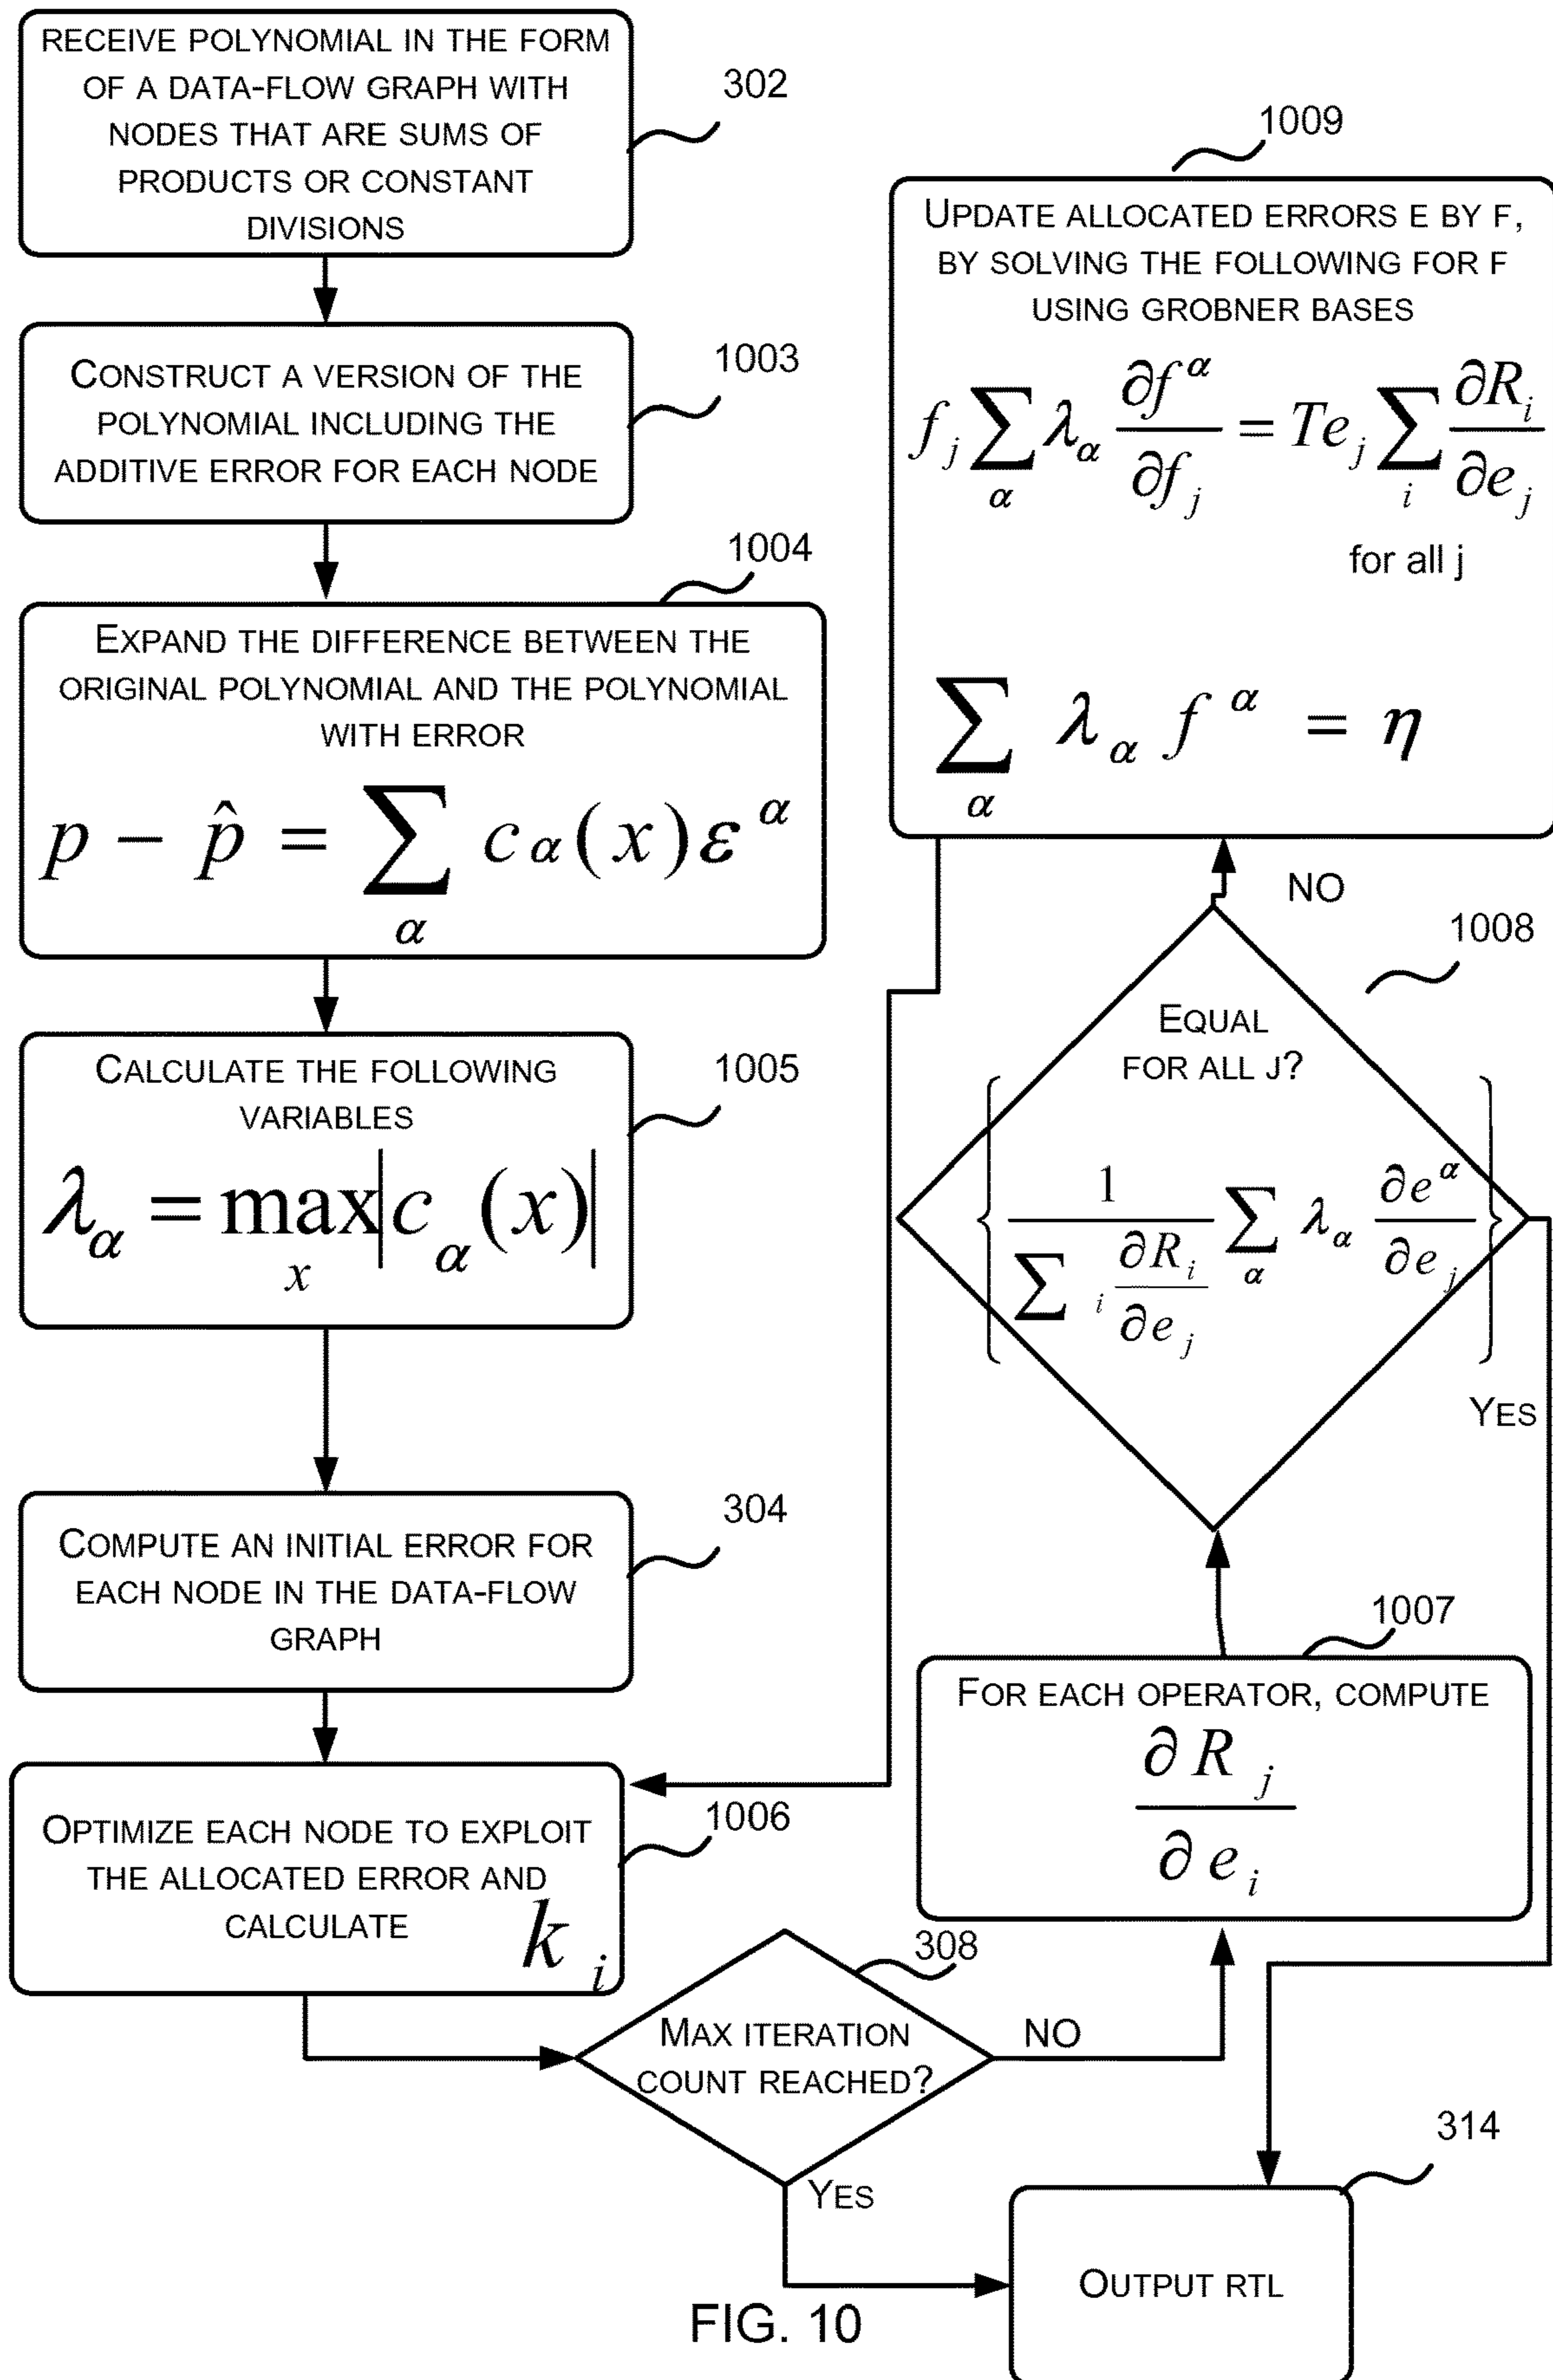 RECEIVE POLYNOMIAL IN THE FORM
OF A DATA-FLOW GRAPH WITH
NODES THAT ARE SUMS OF
PRODUCTS OR CONSTANT
DIVISIONS
302
CONSTRUCT A VERSION OF THE
POLYNOMIAL INCLUDING THE
ADDITIVE ERROR FOR EACH NODE
1003
1004
EXPAND THE DIFFERENCE BETWEEN THE
ORIGINAL POLYNOMIAL AND THE POLYNOMIAL
WITH ERROR
p − p̂ = ∑_α c_α(x) ε^α
CALCULATE THE FOLLOWING
VARIABLES
λ_α = max_x |c_α(x)|
1005
COMPUTE AN INITIAL ERROR FOR
EACH NODE IN THE DATA-FLOW
GRAPH
304
OPTIMIZE EACH NODE TO EXPLOIT
THE ALLOCATED ERROR AND
CALCULATE k_i
1006
308
MAX ITERATION
COUNT REACHED?
NO
YES
1007
FOR EACH OPERATOR, COMPUTE
∂R_j / ∂e_i
1008
EQUAL
FOR ALL J?
{ 1 / (∑_i ∂R_i/∂e_j) ∑_α λ_α ∂e^α/∂e_j }
NO
YES
1009
UPDATE ALLOCATED ERRORS E BY F,
BY SOLVING THE FOLLOWING FOR F
USING GROBNER BASES
f_j ∑_α λ_α ∂f^α/∂f_j = Te_j ∑_i ∂R_i/∂e_j
for all j
∑_α λ_α f^α = η
314
OUTPUT RTL
FIG. 10